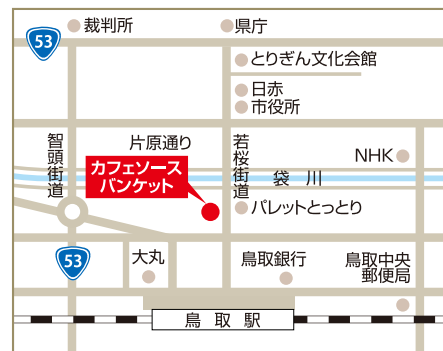 裁判所
県庁
53
とりぎん文化会館
日赤
市役所
智頭街道
片原通り
若桜街道
NHK
カフェソース
バンケット
袋川
パレットとっとり
53
大丸
鳥取銀行
鳥取中央
郵便局
鳥取駅